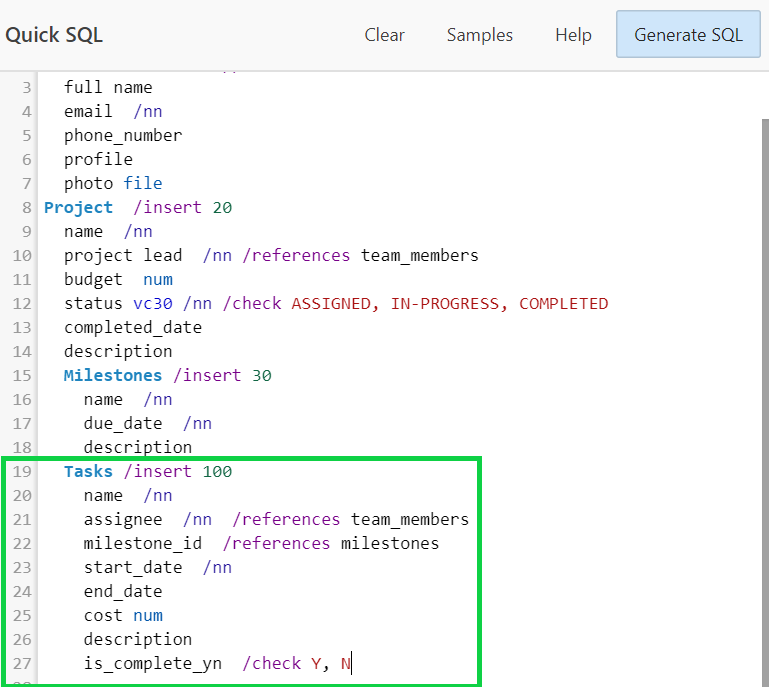 Quick SQL
Clear Samples Help Generate SQL
3 full name
4 email /nn
5 phone_number
6 profile
7 photo file
8 Project /insert 20
9 name /nn
10 project lead /nn /references team_members
11 budget num
12 status vc30 /nn /check ASSIGNED, IN-PROGRESS, COMPLETED
13 completed_date
14 description
15 Milestones /insert 30
16 name /nn
17 due_date /nn
18 description
19 Tasks /insert 100
20 name /nn
21 assignee /nn /references team_members
22 milestone_id /references milestones
23 start_date /nn
24 end_date
25 cost num
26 description
27 is_complete_yn /check Y, N